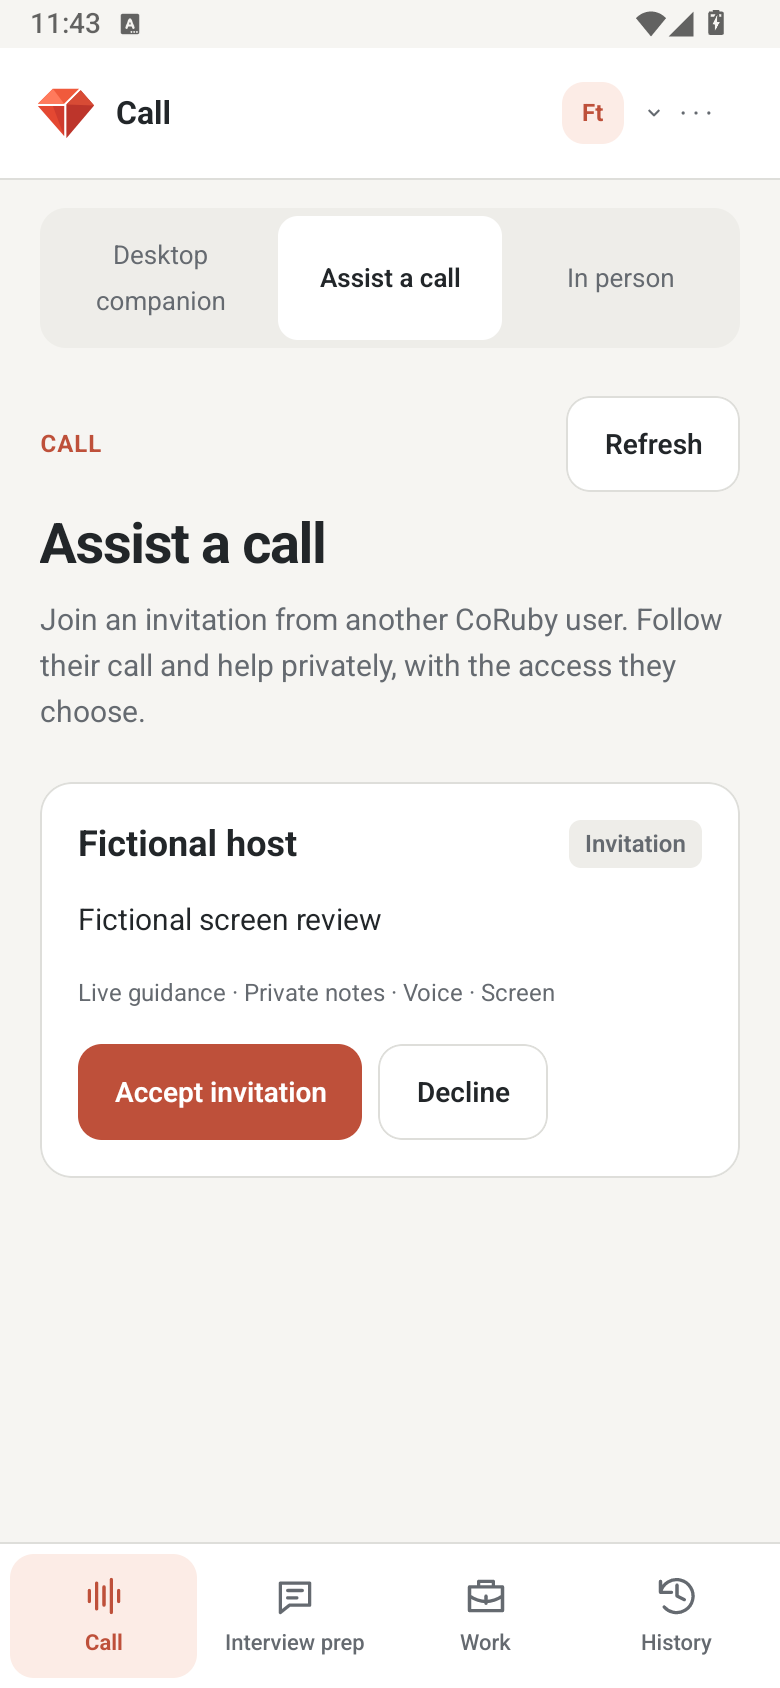 11:43
A
Call
Ft
Desktop
companion
Assist a call
In person
CALL
Refresh
Assist a call
Join an invitation from another CoRuby user. Follow
their call and help privately, with the access they
choose.
Fictional host
Invitation
Fictional screen review
Live guidance · Private notes · Voice · Screen
Accept invitation
Decline
Call
Interview prep
Work
History